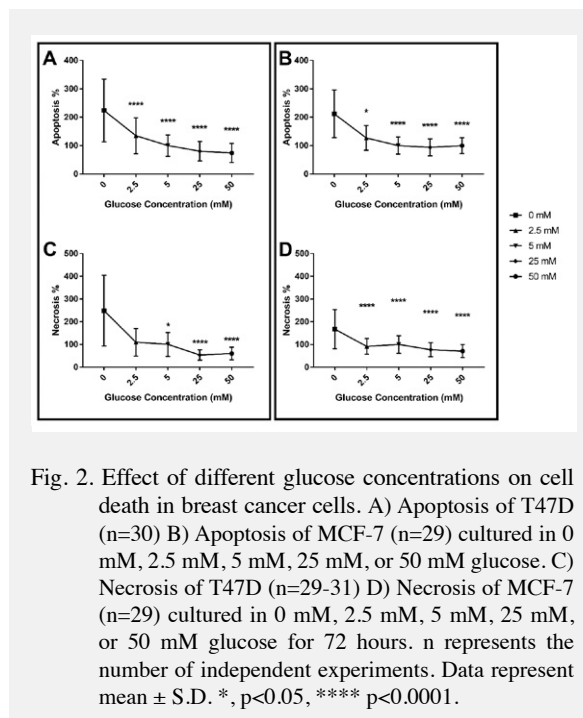 A
B
400
300
200
100
0
Apoptosis %
****
****
****
****
0
2.5
5
25
50
Glucose Concentration (mM)
400
300
200
100
0
Apoptosis %
*
****
****
****
0
2.5
5
25
50
Glucose Concentration (mM)
C
D
500
400
300
200
100
0
Necrosis %
*
****
****
0
2.5
5
25
50
Glucose Concentration (mM)
500
400
300
200
100
0
Necrosis %
****
****
****
****
0
2.5
5
25
50
Glucose Concentration (mM)
0 mM
2.5 mM
5 mM
25 mM
50 mM
Fig. 2. Effect of different glucose concentrations on cell
death in breast cancer cells. A) Apoptosis of T47D
(n=30) B) Apoptosis of MCF-7 (n=29) cultured in 0
mM, 2.5 mM, 5 mM, 25 mM, or 50 mM glucose. C)
Necrosis of T47D (n=29-31) D) Necrosis of MCF-7
(n=29) cultured in 0 mM, 2.5 mM, 5 mM, 25 mM,
or 50 mM glucose for 72 hours. n represents the
number of independent experiments. Data represent
mean ± S.D. *, p<0.05, **** p<0.0001.